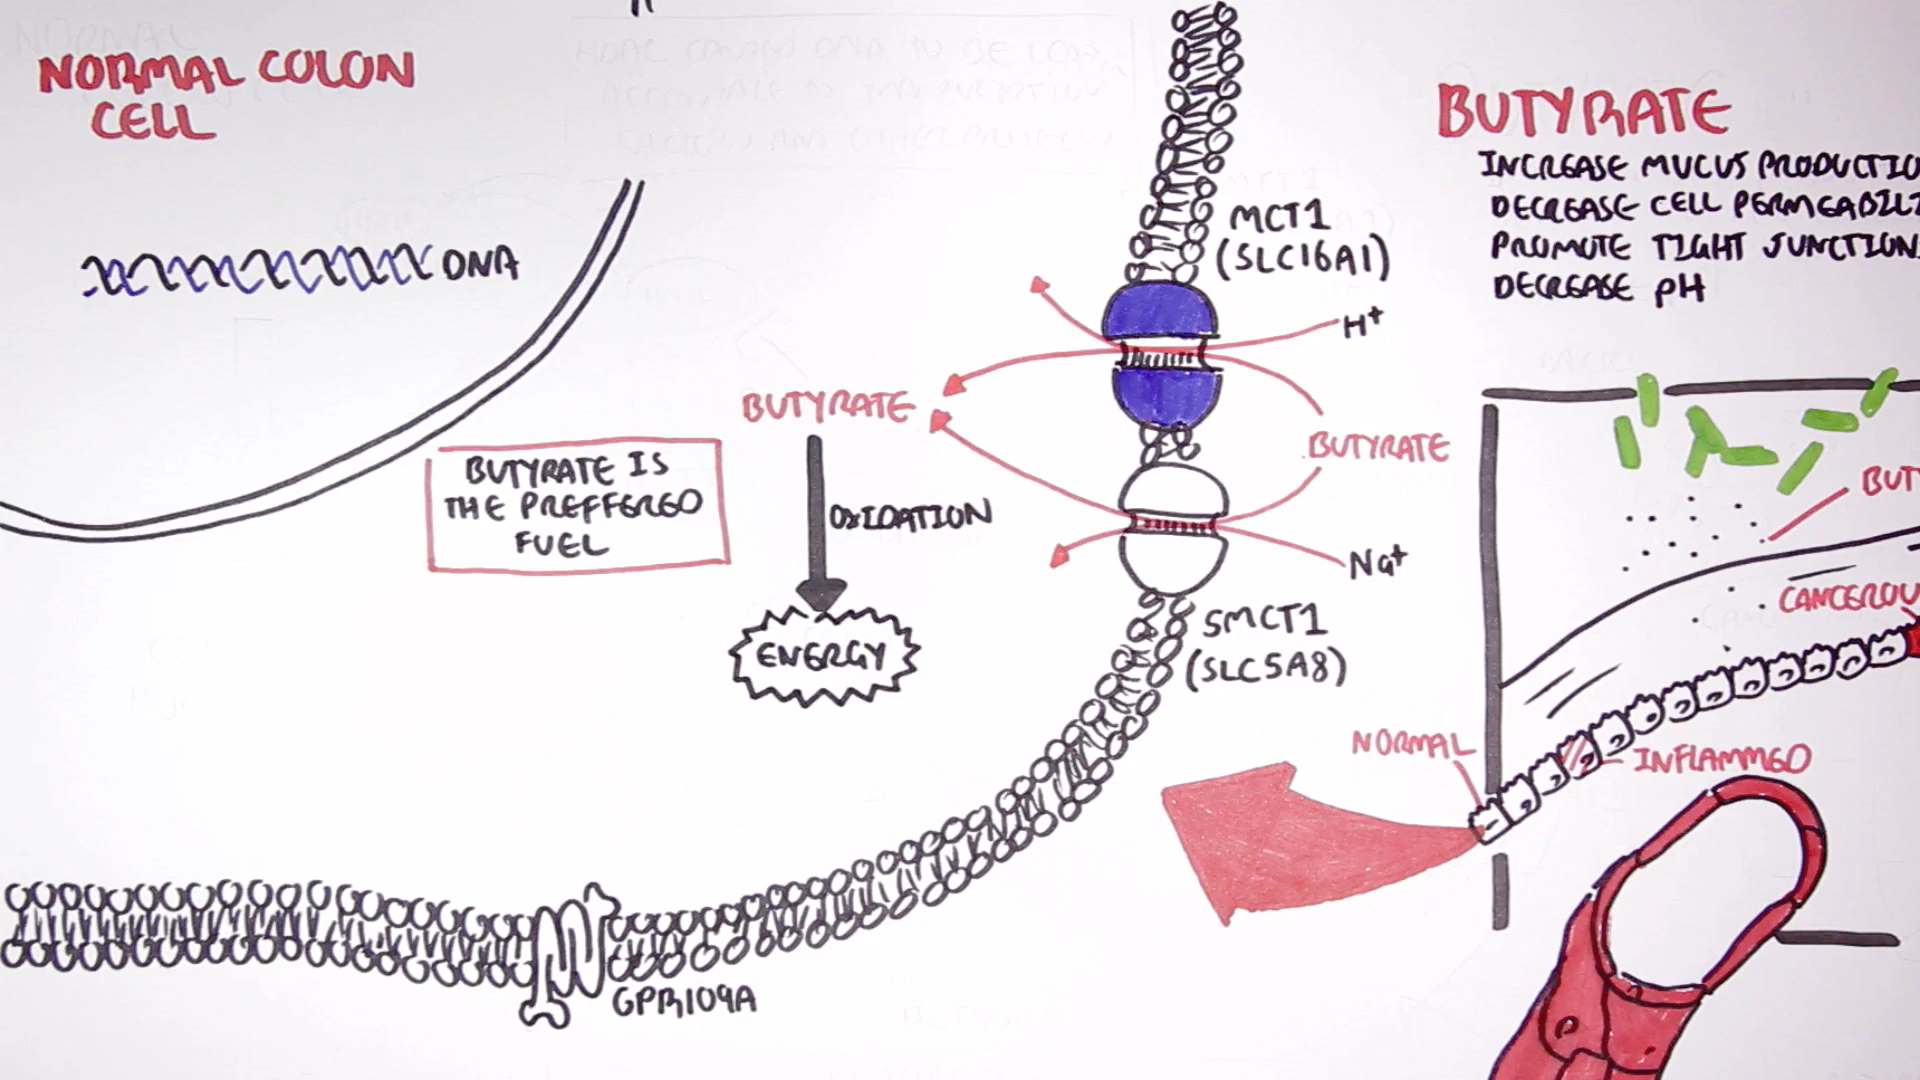 NORMAL COLON
CELL
DNA
BUTYRATE IS
THE PREFFERED
FUEL
BUTYRATE
OXIDATION
ENERGY
MCT1
(SLC16A1)
H+
BUTYRATE
Na+
SMCT1
(SLC5A8)
GPR109A
BUTYRATE
INCREASE MUCUS PRODUCTIO
DECREASE CELL PERMEABILI
PROMOTE TIGHT JUNCTION
DECREASE pH
BUT
CANCEROU
NORMAL
INFLAMMED